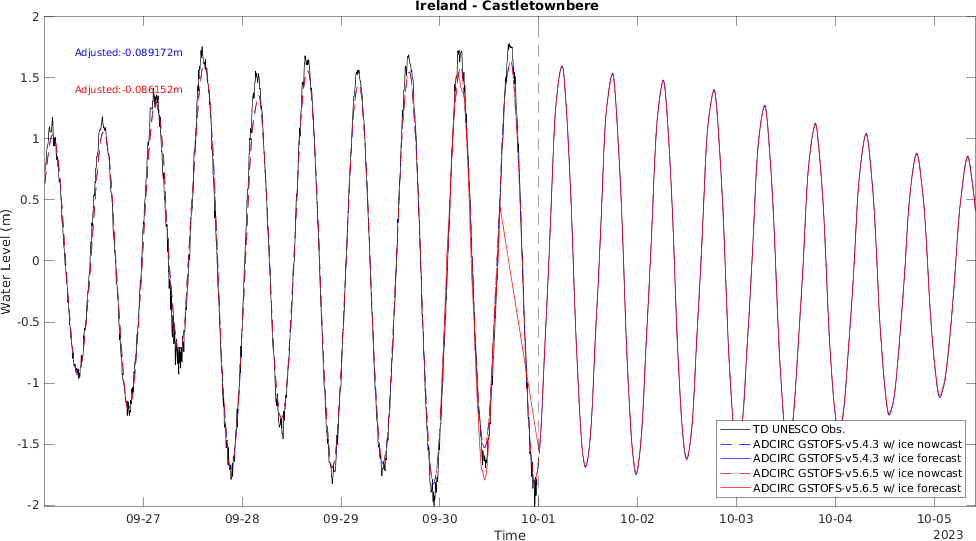 Ireland - Castletownbere
Adjusted:-0.089172m
Adjusted:-0.086152m
2
1.5
1
0.5
0
-0.5
-1
-1.5
-2
Water Level (m)
TD UNESCO Obs.
ADCIRC GSTOFS-v5.4.3 w/ ice nowcast
ADCIRC GSTOFS-v5.4.3 w/ ice forecast
ADCIRC GSTOFS-v5.6.5 w/ ice nowcast
ADCIRC GSTOFS-v5.6.5 w/ ice forecast
09-27 09-28 09-29 09-30 10-01 10-02 10-03 10-04 10-05
Time
2023